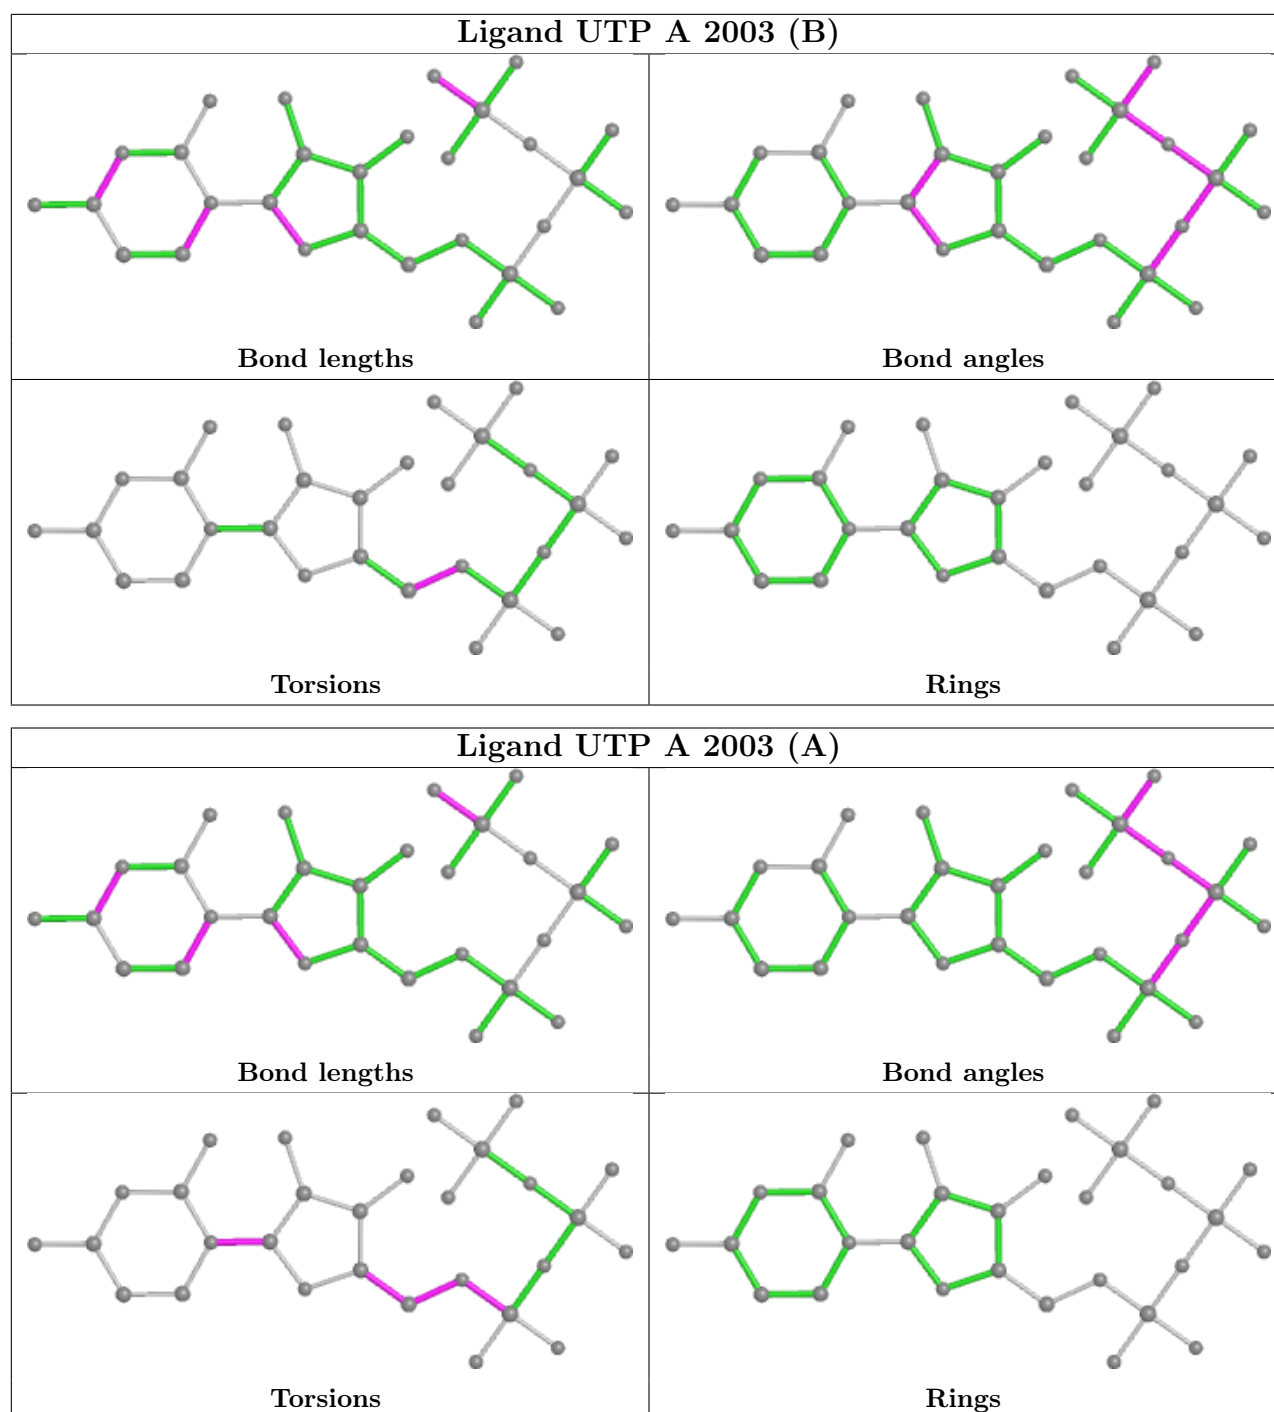 Ligand UTP A 2003 (B)
Bond lengths
Bond angles
Torsions
Rings
Ligand UTP A 2003 (A)
Bond lengths
Bond angles
Torsions
Rings